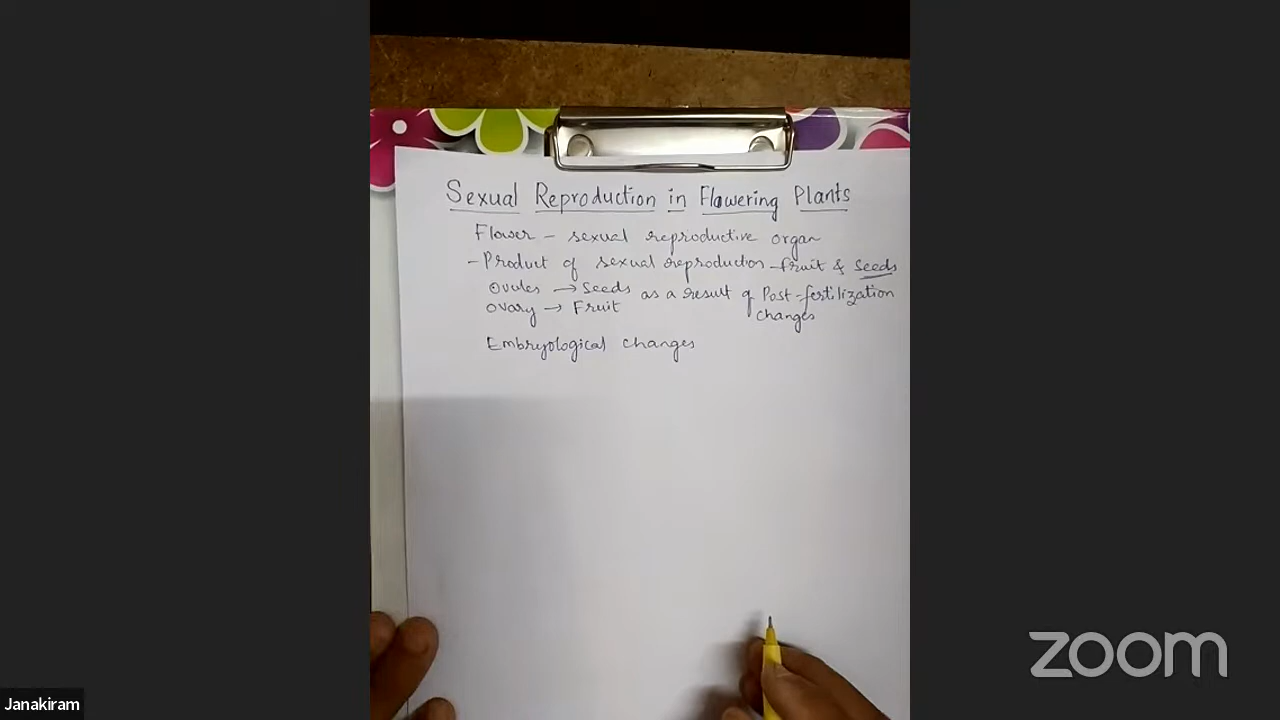 Sexual Reproduction in Flowering Plants
Flower - sexual reproductive organ
- Product of sexual reproduction - fruit & seeds
Ovules → seeds as a result of Post-fertilization
Ovary → Fruit changes
Embryological changes
zoom
Janakiram